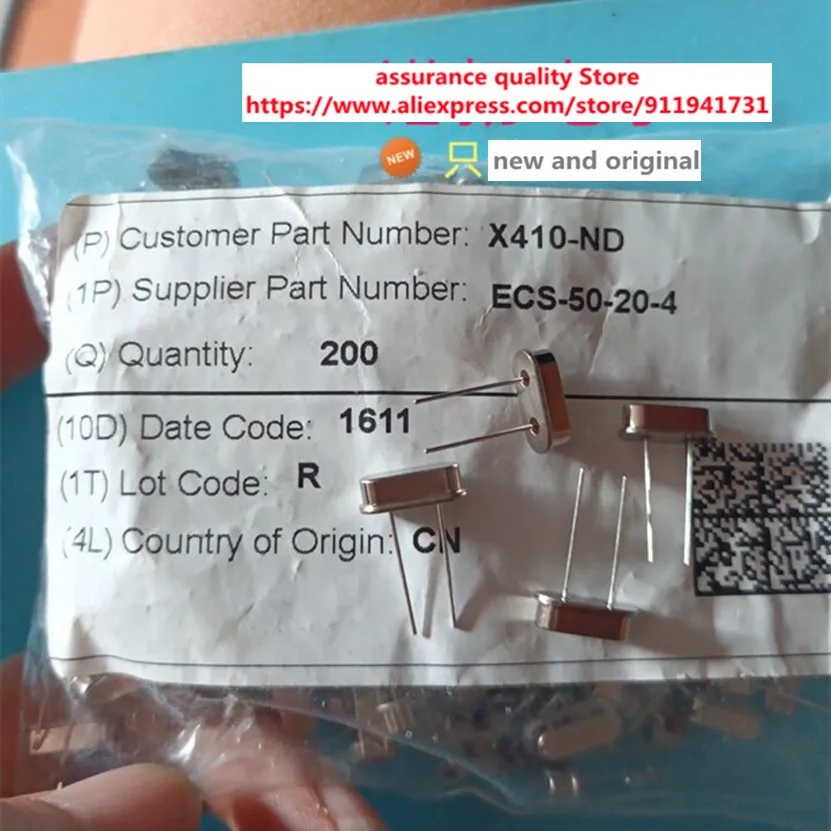 assurance quality Store
https://www.aliexpress.com/store/911941731
NEW
只 new and original
(P) Customer Part Number: X410-ND
(1P) Supplier Part Number: ECS-50-20-4
(Q) Quantity: 200
(10D) Date Code: 1611
(1T) Lot Code: R
(4L) Country of Origin: CN